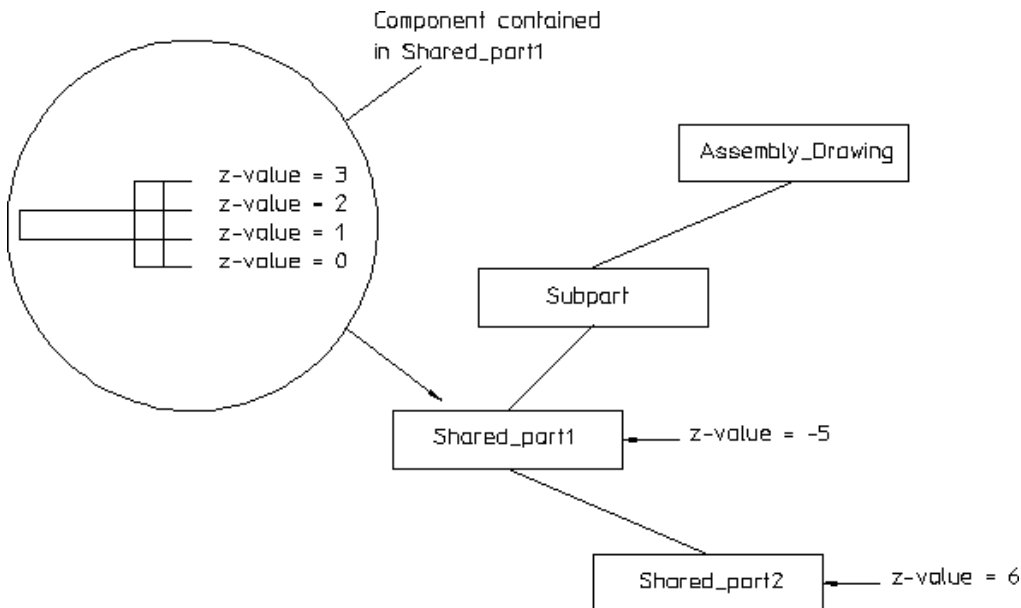 Component contained
in Shared_part1
Assembly_Drawing
z-value = 3
z-value = 2
z-value = 1
z-value = 0
Subpart
Shared_part1
z-value = -5
Shared_part2
z-value = 6